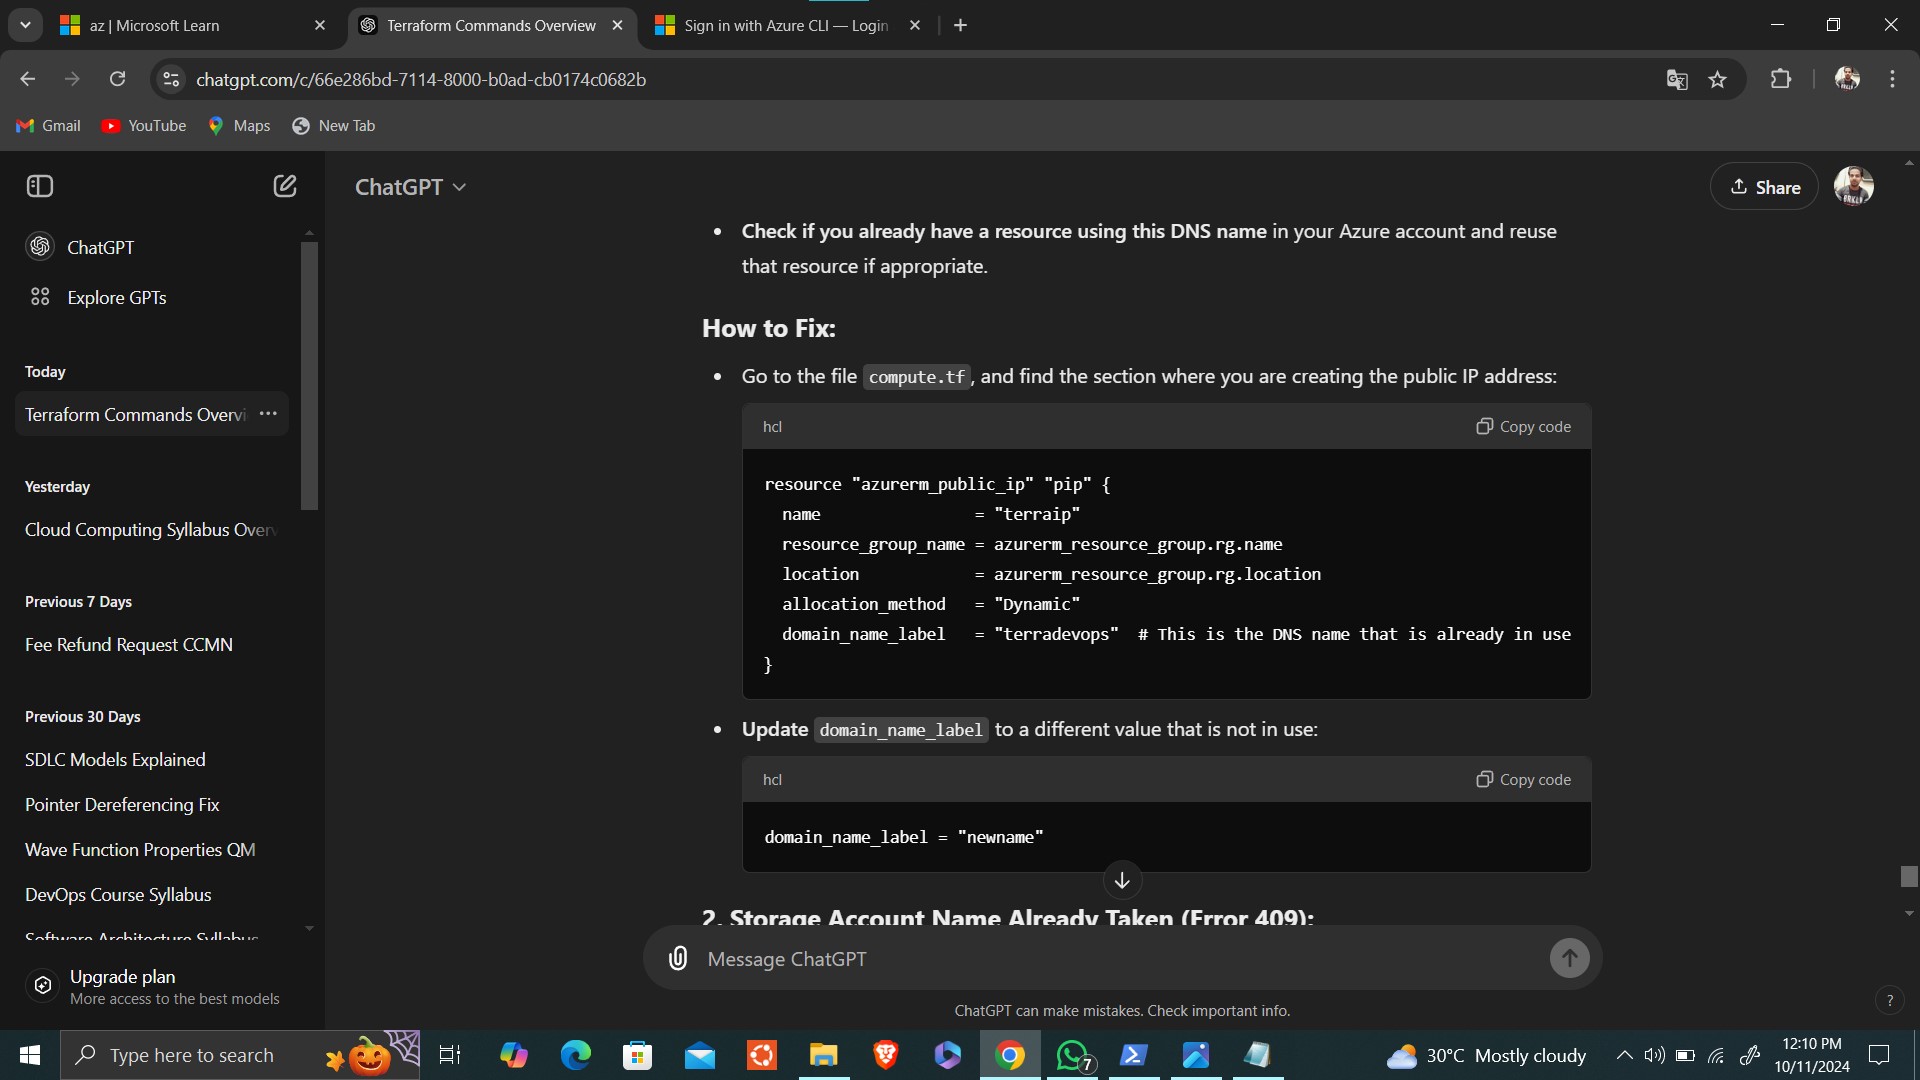 az | Microsoft Learn
Terraform Commands Overview
Sign in with Azure CLI — Login
chatgpt.com/c/66e286bd-7114-8000-b0ad-cb0174c0682b
Gmail
YouTube
Maps
New Tab
ChatGPT
Share
ChatGPT
Explore GPTs
Today
Terraform Commands Overvi
Yesterday
Cloud Computing Syllabus Overv
Previous 7 Days
Fee Refund Request CCMN
Previous 30 Days
SDLC Models Explained
Pointer Dereferencing Fix
Wave Function Properties QM
DevOps Course Syllabus
Software Architecture Syllabus
Upgrade plan
More access to the best models
• Check if you already have a resource using this DNS name in your Azure account and reuse
that resource if appropriate.
How to Fix:
• Go to the file compute.tf, and find the section where you are creating the public IP address:
hcl
Copy code
resource "azurerm_public_ip" "pip" {
  name                = "terraip"
  resource_group_name = azurerm_resource_group.rg.name
  location            = azurerm_resource_group.rg.location
  allocation_method   = "Dynamic"
  domain_name_label   = "terradevops"  # This is the DNS name that is already in use
}
• Update domain_name_label to a different value that is not in use:
hcl
Copy code
domain_name_label = "newname"
2. Storage Account Name Already Taken (Error 409):
Message ChatGPT
ChatGPT can make mistakes. Check important info.
?
Type here to search
7
30°C Mostly cloudy
12:10 PM
10/11/2024